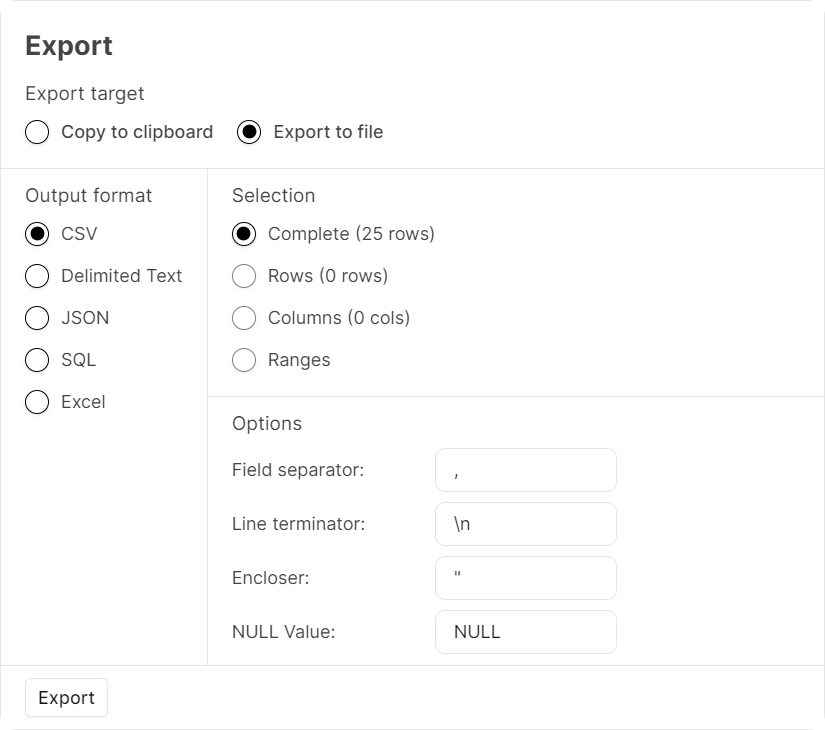 Export
Export target
Copy to clipboard Export to file
Output format
CSV
Delimited Text
JSON
SQL
Excel
Selection
Complete (25 rows)
Rows (0 rows)
Columns (0 cols)
Ranges
Options
Field separator: ,
Line terminator: \n
Encloser: "
NULL Value: NULL
Export